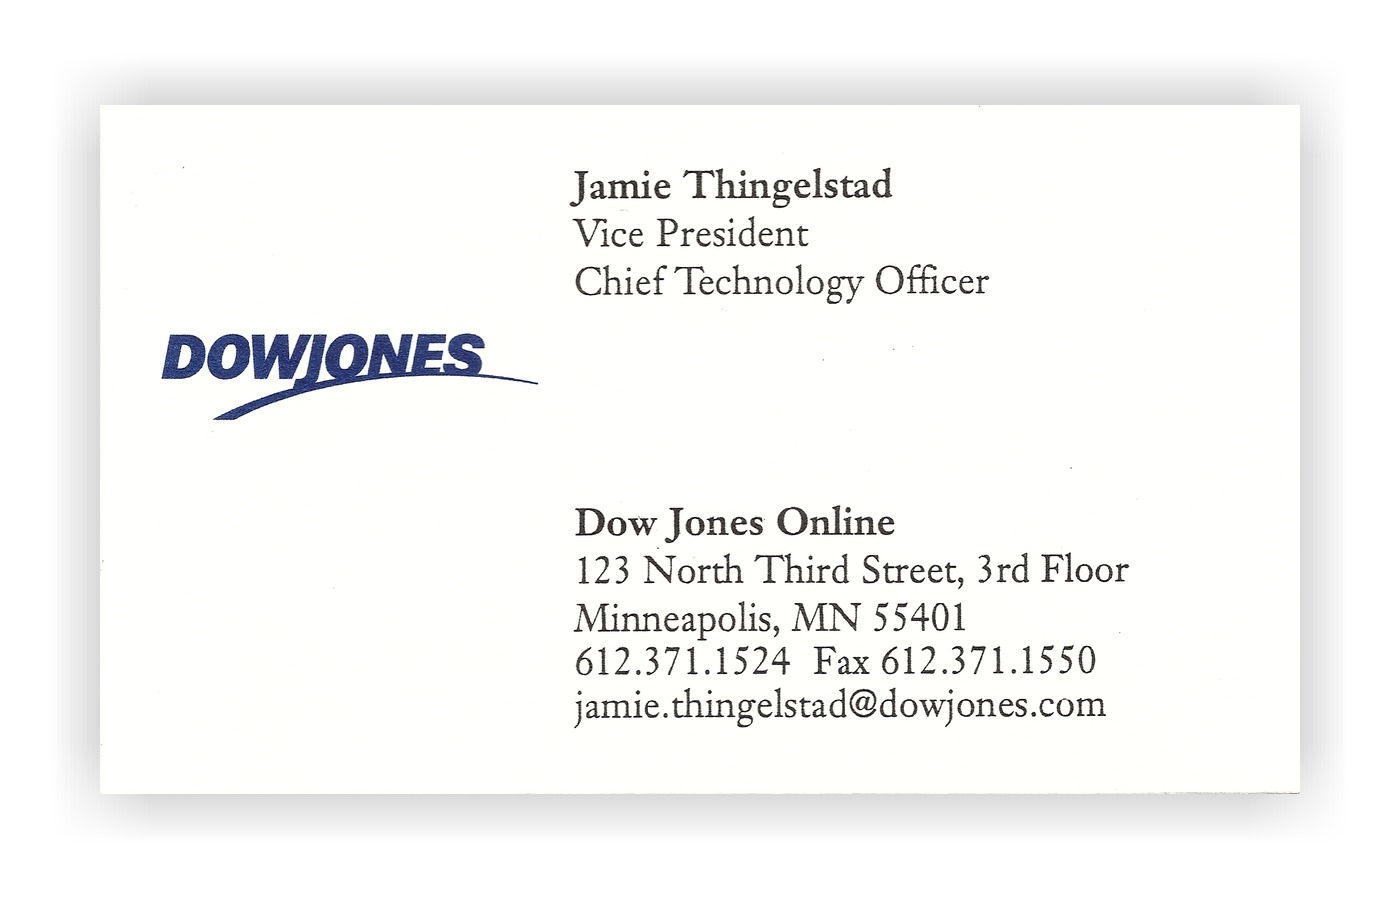 Jamie Thingelstad
Vice President
Chief Technology Officer
DOWJONES
Dow Jones Online
123 North Third Street, 3rd Floor
Minneapolis, MN 55401
612.371.1524 Fax 612.371.1550
jamie.thingelstad@dowjones.com